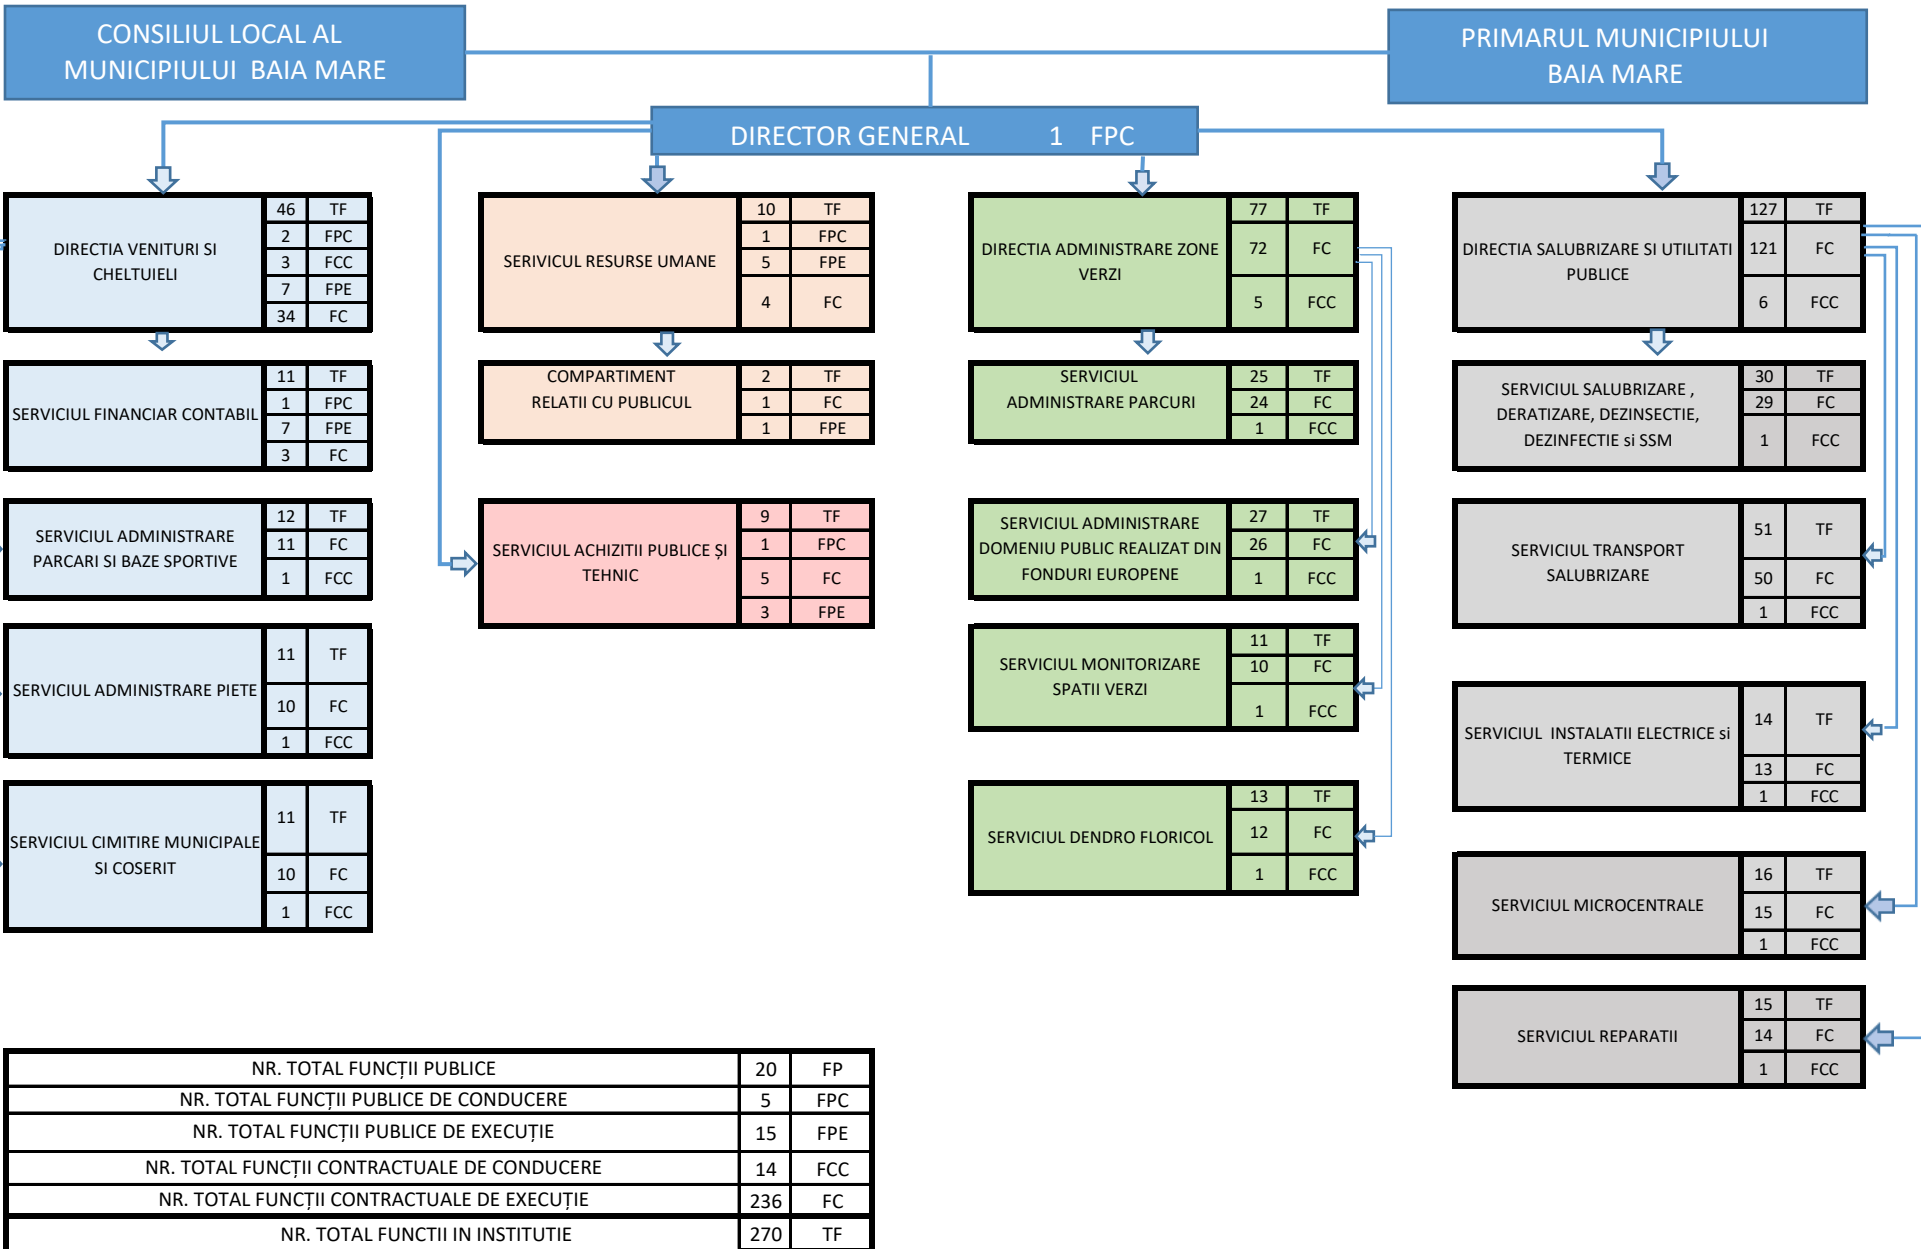 CONSILIUL LOCAL AL
MUNICIPIULUI BAIA MARE
PRIMARUL MUNICIPIULUI
BAIA MARE
DIRECTOR GENERAL 1 FPC
DIRECTIA VENITURI SI
CHELTUIELI
46 TF
2 FPC
3 FCC
7 FPE
34 FC
SERIVICUL RESURSE UMANE
10 TF
1 FPC
5 FPE
4 FC
DIRECTIA ADMINISTRARE ZONE
VERZI
77 TF
72 FC
5 FCC
DIRECTIA SALUBRIZARE SI UTILITATI
PUBLICE
127 TF
121 FC
6 FCC
SERVICIUL FINANCIAR CONTABIL
11 TF
1 FPC
7 FPE
3 FC
COMPARTIMENT
RELATII CU PUBLICUL
2 TF
1 FC
1 FPE
SERVICIUL
ADMINISTRARE PARCURI
25 TF
24 FC
1 FCC
SERVICIUL SALUBRIZARE ,
DERATIZARE, DEZINSECTIE,
DEZINFECTIE si SSM
30 TF
29 FC
1 FCC
SERVICIUL ADMINISTRARE
PARCARI SI BAZE SPORTIVE
12 TF
11 FC
1 FCC
SERVICIUL ACHIZITII PUBLICE ȘI
TEHNIC
9 TF
1 FPC
5 FC
3 FPE
SERVICIUL ADMINISTRARE
DOMENIU PUBLIC REALIZAT DIN
FONDURI EUROPENE
27 TF
26 FC
1 FCC
SERVICIUL TRANSPORT
SALUBRIZARE
51 TF
50 FC
1 FCC
SERVICIUL ADMINISTRARE PIETE
11 TF
10 FC
1 FCC
SERVICIUL MONITORIZARE
SPATII VERZI
11 TF
10 FC
1 FCC
SERVICIUL INSTALATII ELECTRICE si
TERMICE
14 TF
13 FC
1 FCC
SERVICIUL CIMITIRE MUNICIPALE
SI COSERIT
11 TF
10 FC
1 FCC
SERVICIUL DENDRO FLORICOL
13 TF
12 FC
1 FCC
SERVICIUL MICROCENTRALE
16 TF
15 FC
1 FCC
SERVICIUL REPARATII
15 TF
14 FC
1 FCC
NR. TOTAL FUNCȚII PUBLICE 20 FP
NR. TOTAL FUNCȚII PUBLICE DE CONDUCERE 5 FPC
NR. TOTAL FUNCȚII PUBLICE DE EXECUȚIE 15 FPE
NR. TOTAL FUNCȚII CONTRACTUALE DE CONDUCERE 14 FCC
NR. TOTAL FUNCȚII CONTRACTUALE DE EXECUȚIE 236 FC
NR. TOTAL FUNCTII IN INSTITUTIE 270 TF